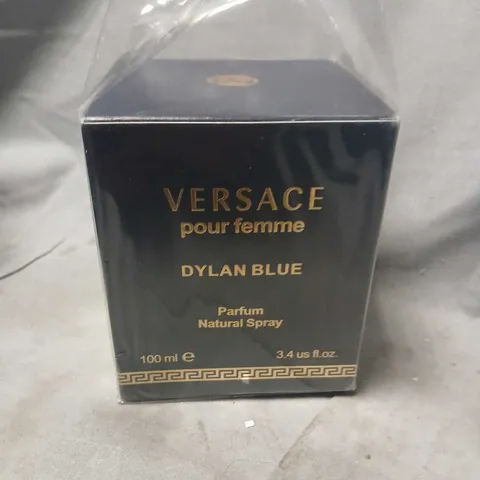 VERSACE
pour femme
DYLAN BLUE
Parfum
Natural Spray
100 ml ℮ 3.4 us fl.oz.